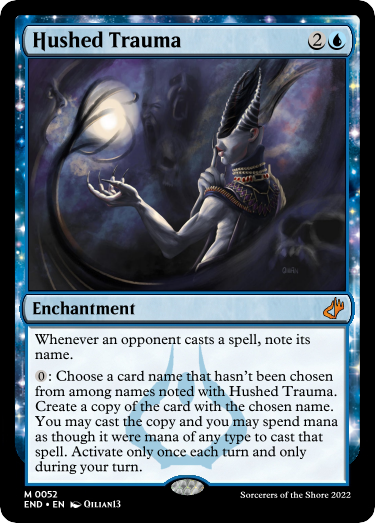 Hushed Trauma 2
Enchantment
Whenever an opponent casts a spell, note its
name.
0: Choose a card name that hasn't been chosen
from among names noted with Hushed Trauma.
Create a copy of the card with the chosen name.
You may cast the copy and you may spend mana
as though it were mana of any type to cast that
spell. Activate only once each turn and only
during your turn.
M 0052
END • EN Qilian13
Sorcerers of the Shore 2022